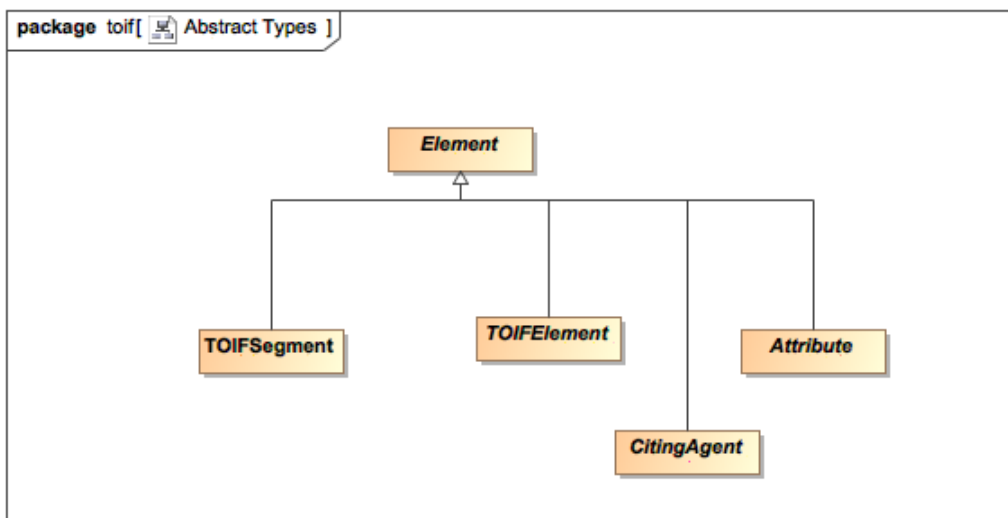 package toif[ Abstract Types ]
Element
TOIFSegment
TOIFElement
Attribute
CitingAgent